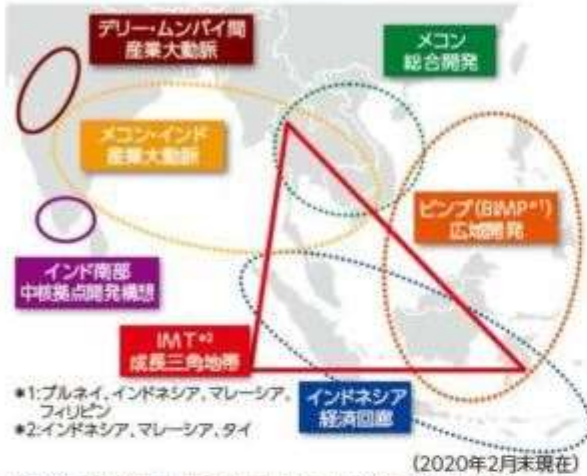 デリー・ムンバイ間
産業大動脈
メコン
総合開発
メコン・インド
産業大動脈
ビンプ(BIMP*1)
広域開発
インド南部
中核拠点開発構想
IMT*2
成長三角地帯
インドネシア
経済回廊
*1:ブルネイ、インドネシア、マレーシア、
フィリピン
*2:インドネシア、マレーシア、タイ
(2020年2月末現在)